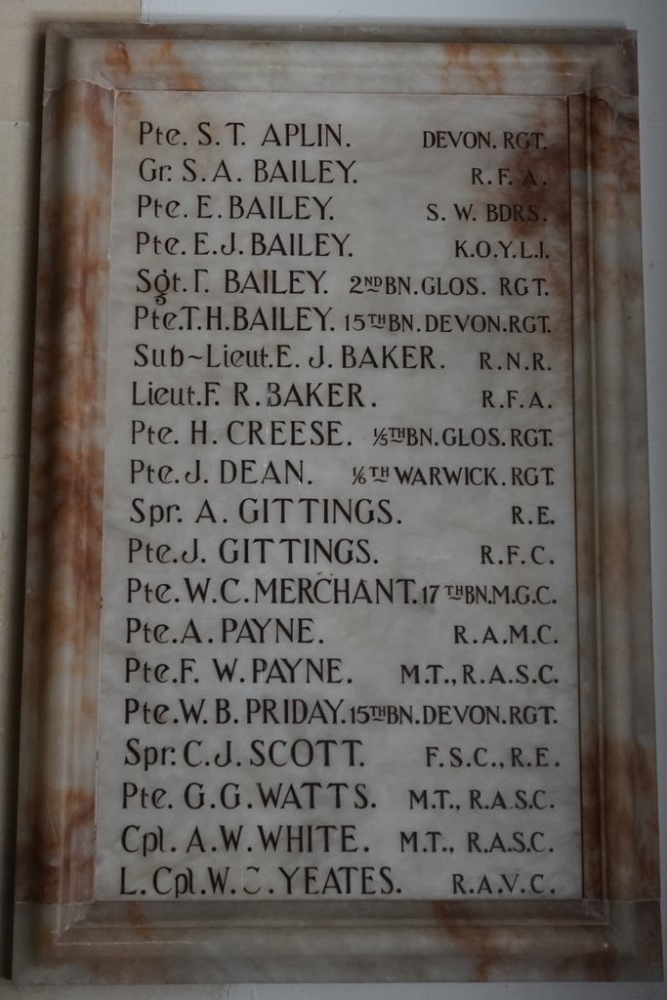 Pte. S. T. APLIN. DEVON. RGT.
Gr. S. A. BAILEY. R. F. A.
Pte. E. BAILEY. S. W. BDRS.
Pte. E. J. BAILEY. K.O.Y.L.I.
Sgt. F. BAILEY. 2ND BN. GLOS. RGT.
Pte. T. H. BAILEY. 15TH BN. DEVON. RGT.
Sub~Lieut. E. J. BAKER. R.N.R.
Lieut. F. R. BAKER. R.F.A.
Pte. H. CREESE. 1/5TH BN. GLOS. RGT.
Pte. J. DEAN. 1/6TH WARWICK. RGT.
Spr. A. GITTINGS. R.E.
Pte. J. GITTINGS. R.F.C.
Pte. W. C. MERCHANT. 17TH BN. M.G.C.
Pte. A. PAYNE. R.A.M.C.
Pte. F. W. PAYNE. M.T., R.A.S.C.
Pte. W. B. PRIDAY. 15TH BN. DEVON. RGT.
Spr. C. J. SCOTT. F.S.C., R.E.
Pte. G. G. WATTS. M.T., R.A.S.C.
Cpl. A. W. WHITE. M.T., R.A.S.C.
L. Cpl. W. C. YEATES. R.A.V.C.